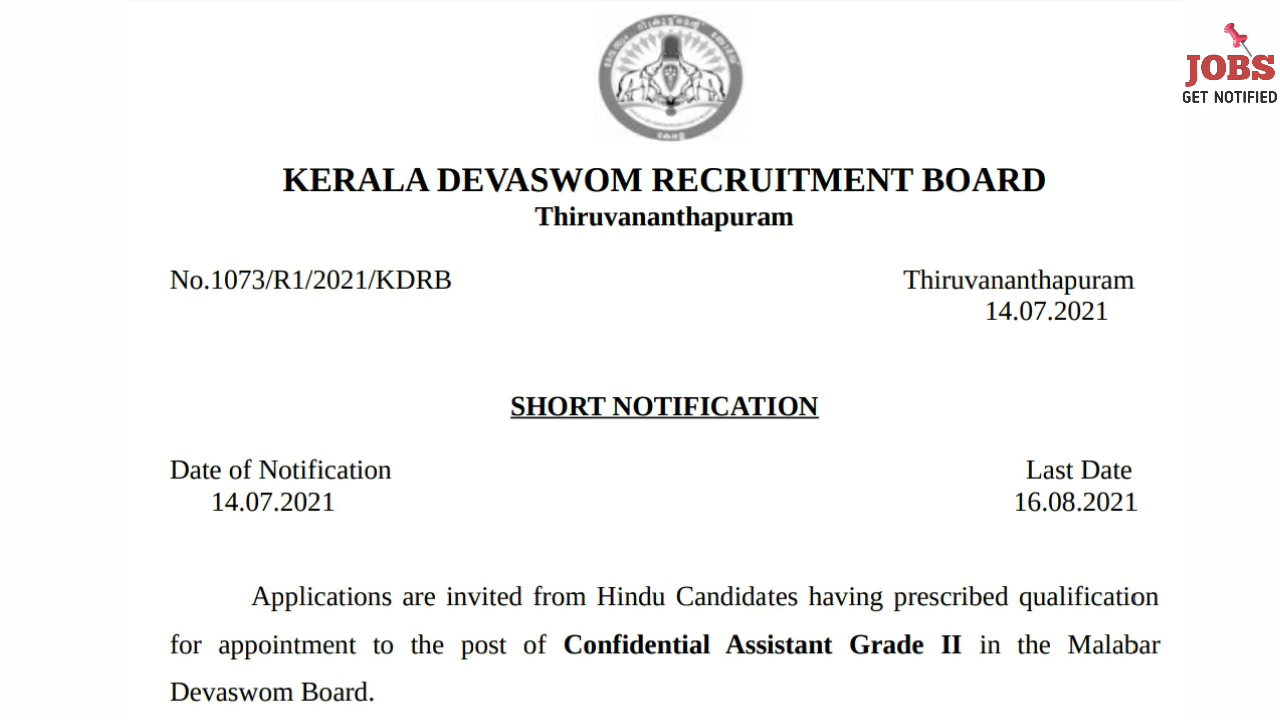 JOBS
GET NOTIFIED
കേരള
KERALA DEVASWOM RECRUITMENT BOARD
Thiruvananthapuram
No.1073/R1/2021/KDRB Thiruvananthapuram
14.07.2021
SHORT NOTIFICATION
Date of Notification Last Date
14.07.2021 16.08.2021
Applications are invited from Hindu Candidates having prescribed qualification
for appointment to the post of Confidential Assistant Grade II in the Malabar
Devaswom Board.